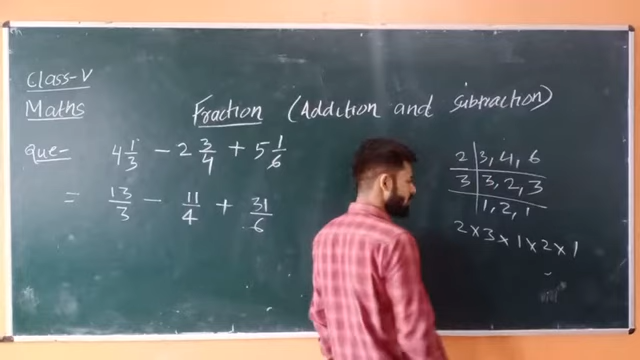 Class-V
Maths
Fraction (Addition and subtraction)
Que- 4 1/3 - 2 3/4 + 5 1/6
= 13/3 - 11/4 + 31/6
2 | 3, 4, 6
3 | 3, 2, 3
| 1, 2, 1
2×3×1×2×1